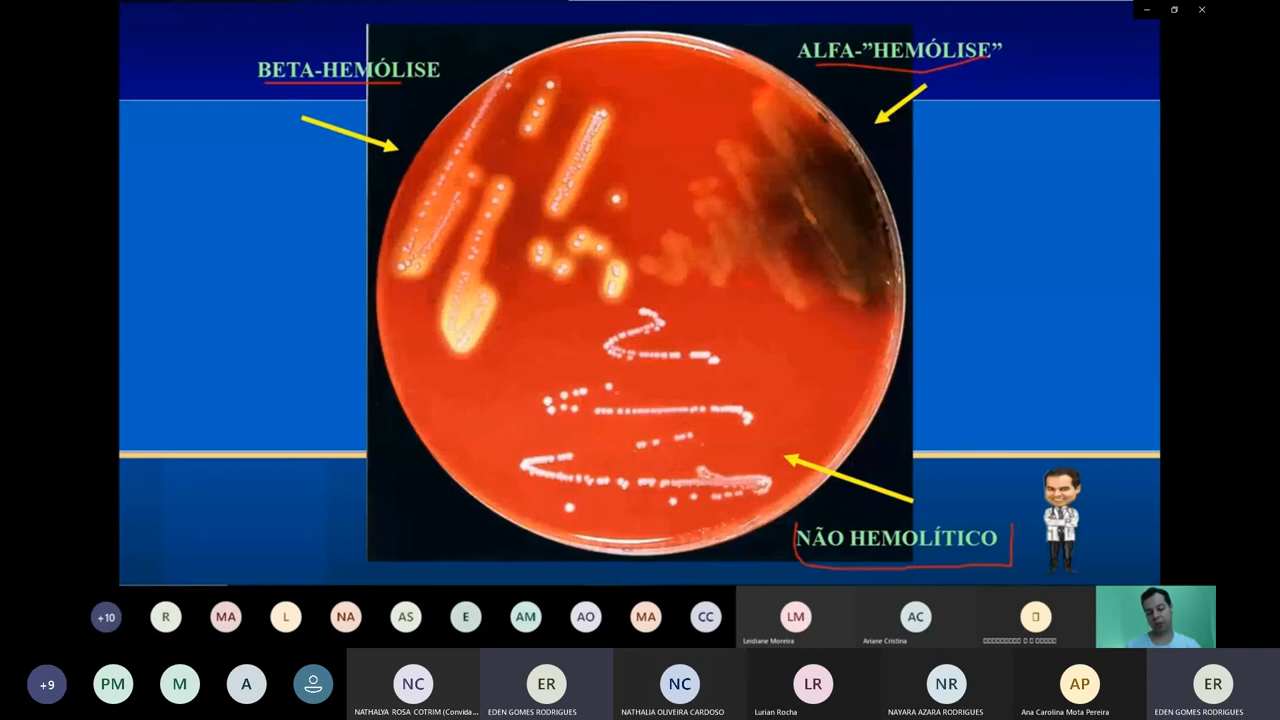 BETA-HEMÓLISE
ALFA-”HEMÓLISE”
NÃO HEMOLÍTICO
+10
R
MA
L
NA
AS
E
AM
AO
MA
CC
LM
Leidiane Moreira
AC
Ariane Cristina
+9
PM
M
A
NC
NATHALYA ROSA COTRIM (Convida...
ER
EDEN GOMES RODRIGUES
NC
NATHALIA OLIVEIRA CARDOSO
LR
Lurian Rocha
NR
NAYARA AZARA RODRIGUES
AP
Ana Carolina Mota Pereira
ER
EDEN GOMES RODRIGUES